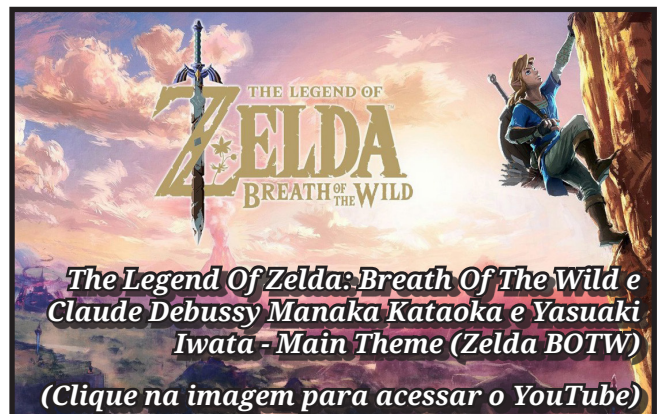 THE LEGEND OF
ZELDA
BREATH OF THE WILD
The Legend Of Zelda: Breath Of The Wild e
Claude Debussy Manaka Kataoka e Yasuaki
Iwata - Main Theme (Zelda BOTW)
(Clique na imagem para acessar o YouTube)